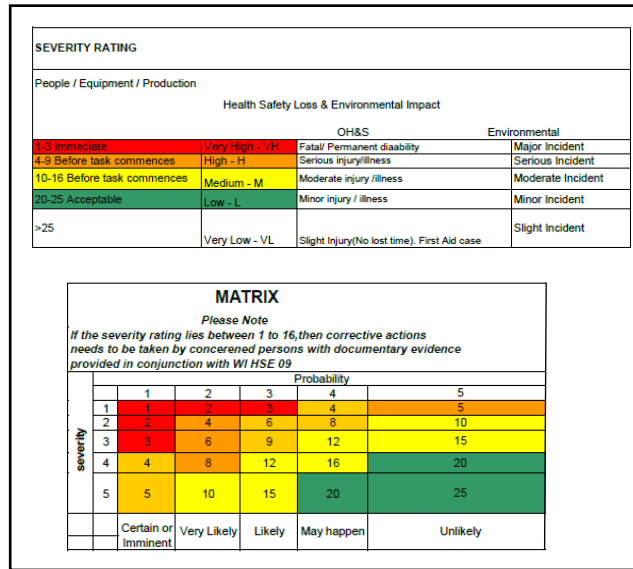 SEVERITY RATING
People / Equipment / Production
Health Safety Loss & Environmental Impact
OH&S Environmental
1-3 Immediate Very High - VH Fatal/ Permanent diaability Major Incident
4-9 Before task commences High - H Serious injury/illness Serious Incident
10-16 Before task commences Medium - M Moderate injury /illness Moderate Incident
20-25 Acceptable Low - L Minor injury / illness Minor Incident
>25 Very Low - VL Slight Injury(No lost time). First Aid case Slight Incident
MATRIX
Please Note
If the severity rating lies between 1 to 16,then corrective actions
needs to be taken by concerened persons with documentary evidence
provided in conjunction with WI HSE 09
Probability
1 2 3 4 5
severity
1 1 2 3 4 5
2 2 4 6 8 10
3 3 6 9 12 15
4 4 8 12 16 20
5 5 10 15 20 25
Certain or Imminent Very Likely Likely May happen Unlikely